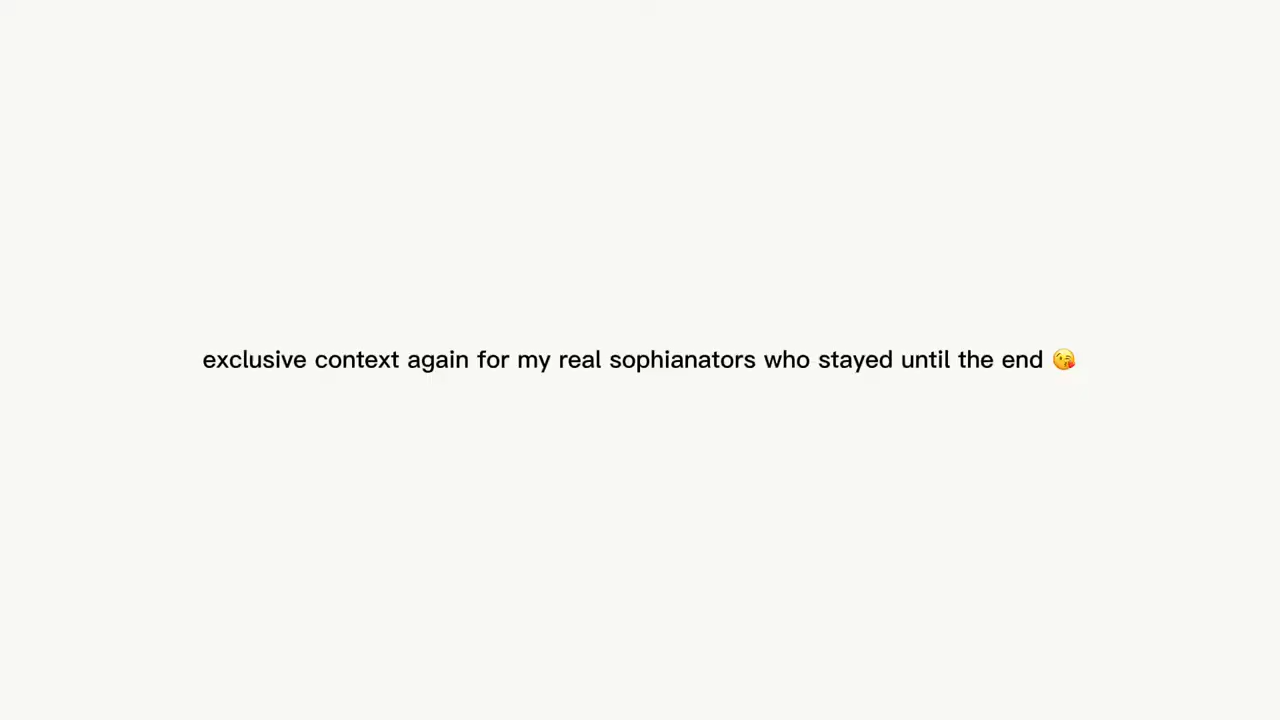 exclusive context again for my real sophianators who stayed until the end 😘